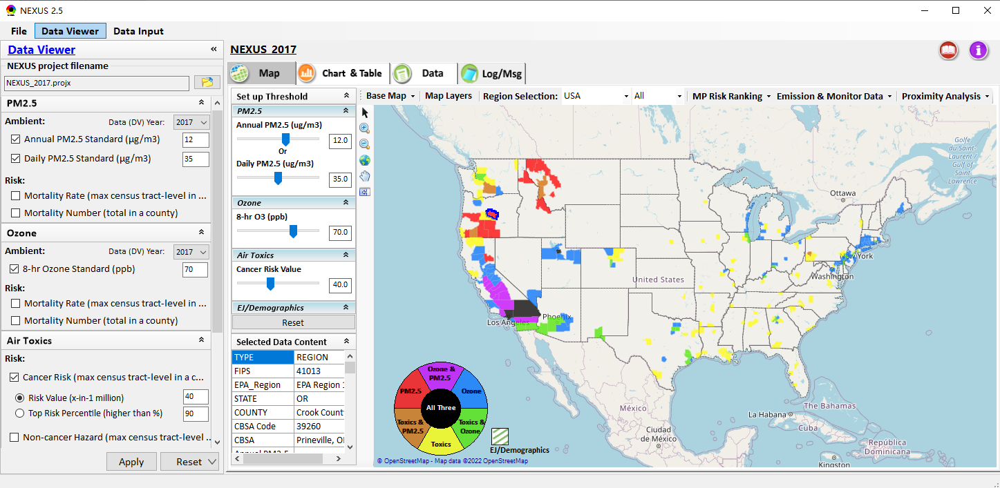 NEXUS 2.5
File Data Viewer Data Input
Data Viewer «
NEXUS project filename
NEXUS_2017.projx
PM2.5
Ambient: Data (DV) Year: 2017
Annual PM2.5 Standard (µg/m3) 12
Daily PM2.5 Standard (µg/m3) 35
Risk:
Mortality Rate (max census tract-level in ...
Mortality Number (total in a county)
Ozone
Ambient: Data (DV) Year: 2017
8-hr Ozone Standard (ppb) 70
Risk:
Mortality Rate (max census tract-level in ...
Mortality Number (total in a county)
Air Toxics
Risk:
Cancer Risk (max census tract-level in a c...
Risk Value (x-in-1 million) 40
Top Risk Percentile (higher than %) 90
Non-cancer Hazard (max census tract-level ..
Apply Reset
NEXUS_2017
Map Chart & Table Data Log/Msg
Set up Threshold
PM2.5
Annual PM2.5 (ug/m3)
12.0
Or
Daily PM2.5 (ug/m3)
35.0
Ozone
8-hr O3 (ppb)
70.0
Air Toxics
Cancer Risk Value
40.0
EJ/Demographics
Reset
Selected Data Content
TYPE REGION
FIPS 41013
EPA_Region EPA Region 1
STATE OR
COUNTY Crook Count
CBSA Code 39260
CBSA Prineville, O
Annual PM2.5
Base Map Map Layers Region Selection: USA All MP Risk Ranking Emission & Monitor Data Proximity Analysis
Golfe
du Saint-
Laurent /
Gulf of
Saint
Lawrence
Ottawa
New York
Washington
United States
Phoenix
Los Angeles
México
Ciudad
de México
La Habana
The Bahamas
Cuba
República
Dominicana
Kingston
Ozone &
PM2.5
PM2.5
Ozone
All Three
Toxics &
PM2.5
Toxics &
Ozone
Toxics
EJ/Demographics
© OpenStreetMap - Map data ©2022 OpenStreetMap